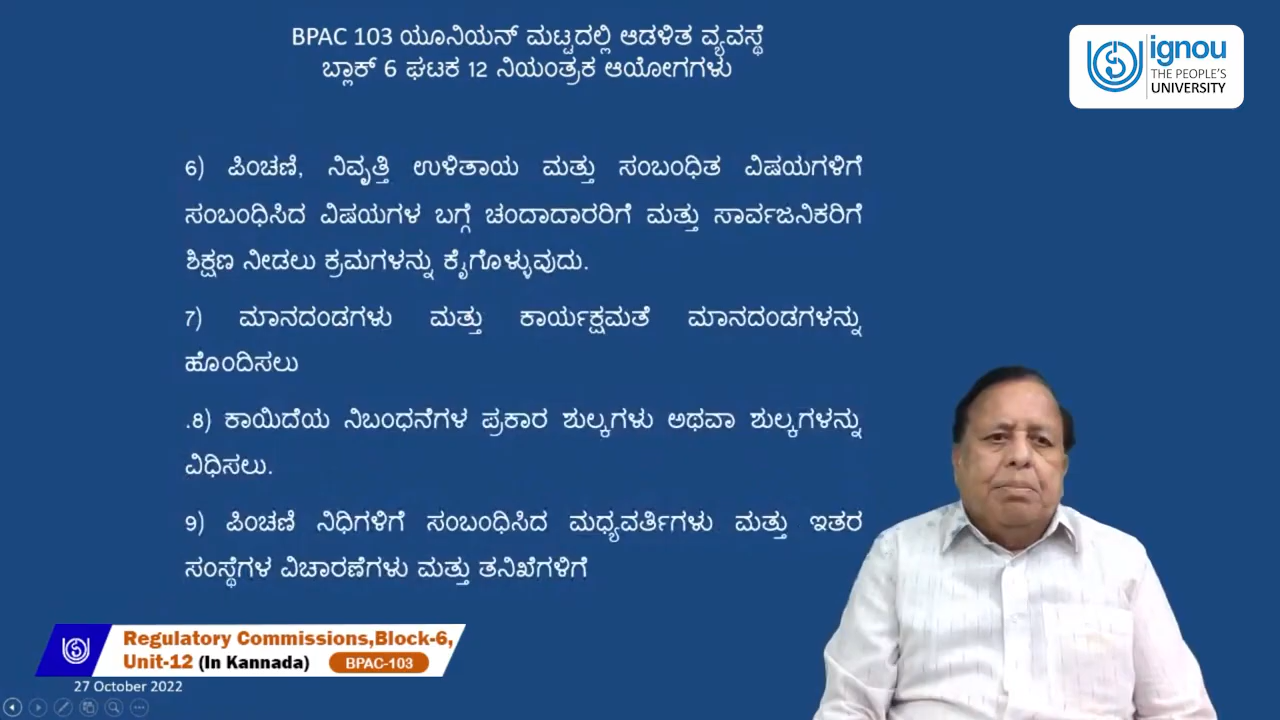 BPAC 103 ಯೂನಿಯನ್ ಮಟ್ಟದಲ್ಲಿ ಆಡಳಿತ ವ್ಯವಸ್ಥೆ
ಬ್ಲಾಕ್ 6 ಘಟಕ 12 ನಿಯಂತ್ರಕ ಆಯೋಗಗಳು
ignou
THE PEOPLE'S
UNIVERSITY
6) ಪಿಂಚಣಿ, ನಿವೃತ್ತಿ ಉಳಿತಾಯ ಮತ್ತು ಸಂಬಂಧಿತ ವಿಷಯಗಳಿಗೆ
ಸಂಬಂಧಿಸಿದ ವಿಷಯಗಳ ಬಗ್ಗೆ ಚಂದಾದಾರರಿಗೆ ಮತ್ತು ಸಾರ್ವಜನಿಕರಿಗೆ
ಶಿಕ್ಷಣ ನೀಡಲು ಕ್ರಮಗಳನ್ನು ಕೈಗೊಳ್ಳುವುದು.
7) ಮಾನದಂಡಗಳು ಮತ್ತು ಕಾರ್ಯಕ್ಷಮತೆ ಮಾನದಂಡಗಳನ್ನು
ಹೊಂದಿಸಲು
.8) ಕಾಯಿದೆಯ ನಿಬಂಧನೆಗಳ ಪ್ರಕಾರ ಶುಲ್ಕಗಳು ಅಥವಾ ಶುಲ್ಕಗಳನ್ನು
ವಿಧಿಸಲು.
9) ಪಿಂಚಣಿ ನಿಧಿಗಳಿಗೆ ಸಂಬಂಧಿಸಿದ ಮಧ್ಯವರ್ತಿಗಳು ಮತ್ತು ಇತರ
ಸಂಸ್ಥೆಗಳ ವಿಚಾರಣೆಗಳು ಮತ್ತು ತನಿಖೆಗಳಿಗೆ
Regulatory Commissions,Block-6,
Unit-12 (In Kannada) BPAC-103
27 October 2022